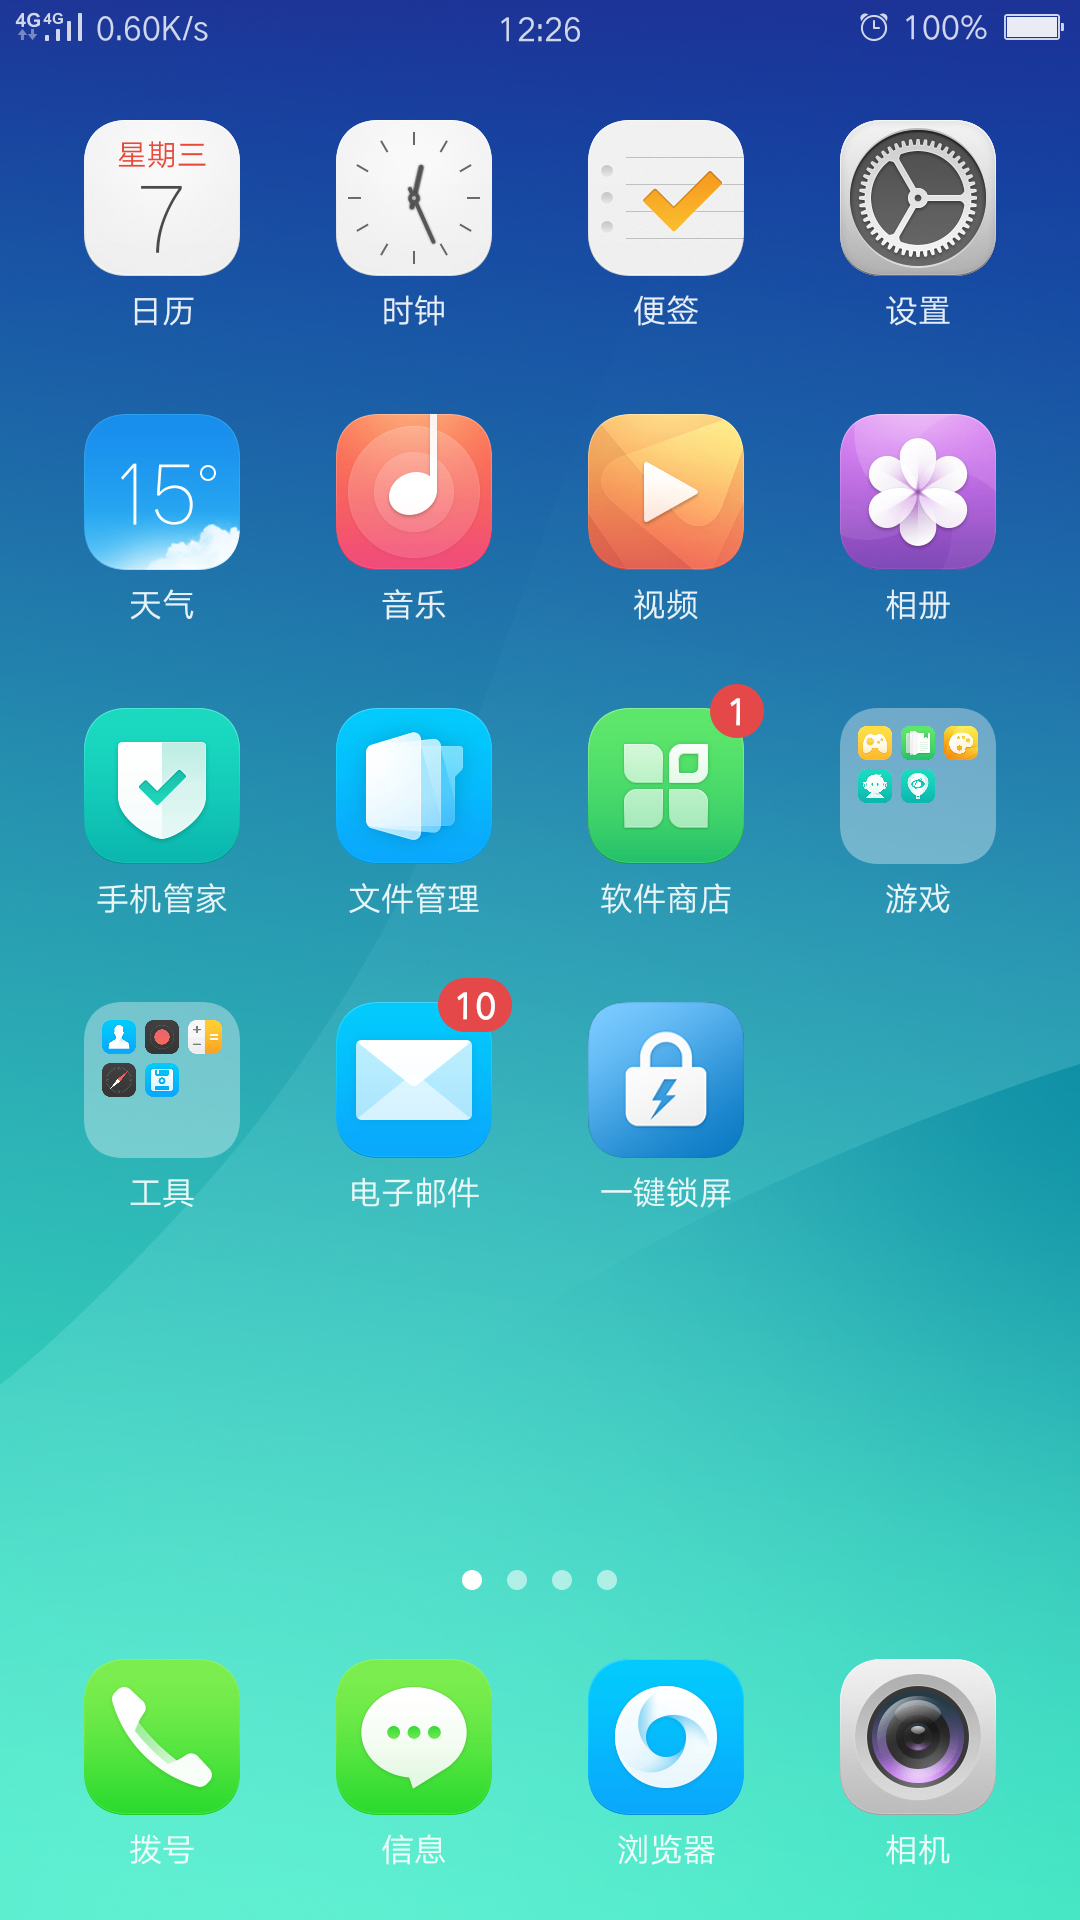 4G 4G 0.60K/s 12:26 100%
星期三
7
日历 时钟 便签 设置
15°
天气 音乐 视频 相册
1
手机管家 文件管理 软件商店 游戏
10
工具 电子邮件 一键锁屏
拨号 信息 浏览器 相机